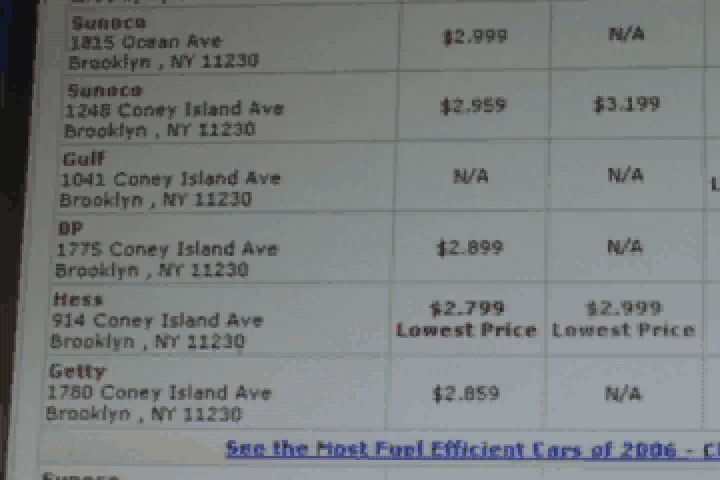 Sunoco
1815 Ocean Ave
Brooklyn , NY 11230
$2.999
N/A
Sunoco
1248 Coney Island Ave
Brooklyn , NY 11230
$2.959
$3.199
Gulf
1041 Coney Island Ave
Brooklyn , NY 11230
N/A
N/A
BP
1775 Coney Island Ave
Brooklyn , NY 11230
$2.899
N/A
Hess
914 Coney Island Ave
Brooklyn , NY 11230
$2.799
Lowest Price
$2.999
Lowest Price
Getty
1780 Coney Island Ave
Brooklyn , NY 11230
$2.859
N/A
See the Most Fuel Efficient Cars of 2006 -
Sunoco